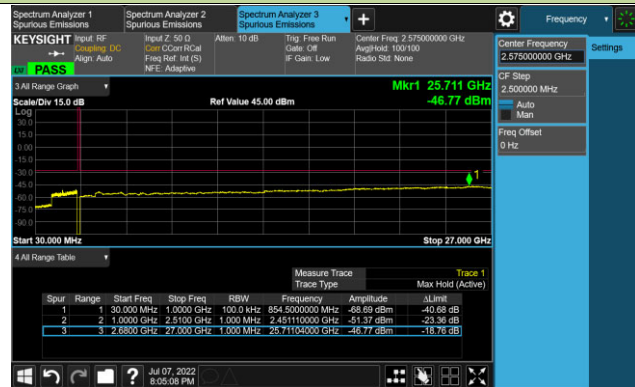 Spectrum Analyzer 1
Spurious Emissions
Spectrum Analyzer 2
Spurious Emissions
Spectrum Analyzer 3
Spurious Emissions
Frequency
KEYSIGHT
Input: RF
Coupling: DC
Align: Auto
Input Z: 50 Ω
Corr CCorr RCal
Freq Ref: Int (S)
NFE: Adaptive
Atten: 10 dB
Trig: Free Run
Gate: Off
IF Gain: Low
Center Freq: 2.575000000 GHz
Avg|Hold: 100/100
Radio Std: None
PASS
Center Frequency
2.575000000 GHz
Settings
CF Step
2.500000 MHz
Auto
Man
Freq Offset
0 Hz
3 All Range Graph
Mkr1 25.711 GHz
Scale/Div 15.0 dB
Ref Value 45.00 dBm
-46.77 dBm
Log
30.0
15.0
0.00
-15.0
-30.0
-45.0
-60.0
-75.0
-90.0
1
Start 30.000 MHz
Stop 27.000 GHz
4 All Range Table
Measure Trace Trace 1
Trace Type Max Hold (Active)
Spur Range Start Freq Stop Freq RBW Frequency Amplitude ΔLimit
1 1 30.000 MHz 1.0000 GHz 100.0 kHz 854.5000000 MHz -68.69 dBm -40.68 dB
2 2 1.0000 GHz 2.5100 GHz 1.000 MHz 2.451110000 GHz -51.37 dBm -23.36 dB
3 3 2.6800 GHz 27.000 GHz 1.000 MHz 25.71104000 GHz -46.77 dBm -18.76 dB
?
Jul 07, 2022
8:05:08 PM